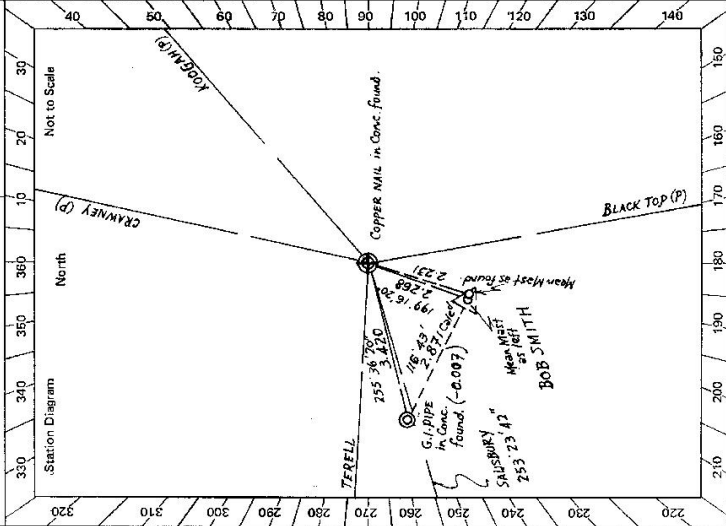 Station Diagram
North
Not to Scale
320 310 300 290 280 270 260 250 240 230 220
330 340 350 360 10 20 30
40 50 60 70 80 90 100 110 120 130 140
150 160 170 180 190 200 210
KOOGAH (P)
CRAWNEY (P)
COPPER NAIL in Conc. found.
BLACK TOP (P)
TERELL
255° 36' 20"
3.420
199° 16' 20"
2.268
2.231
Mean Mast as found.
116° 43'
2.871 Calc
Mean Mast
as left
BOB SMITH
G.I. PIPE
in Conc.
found. (-0.007)
SALISBURY
253° 23' 42"